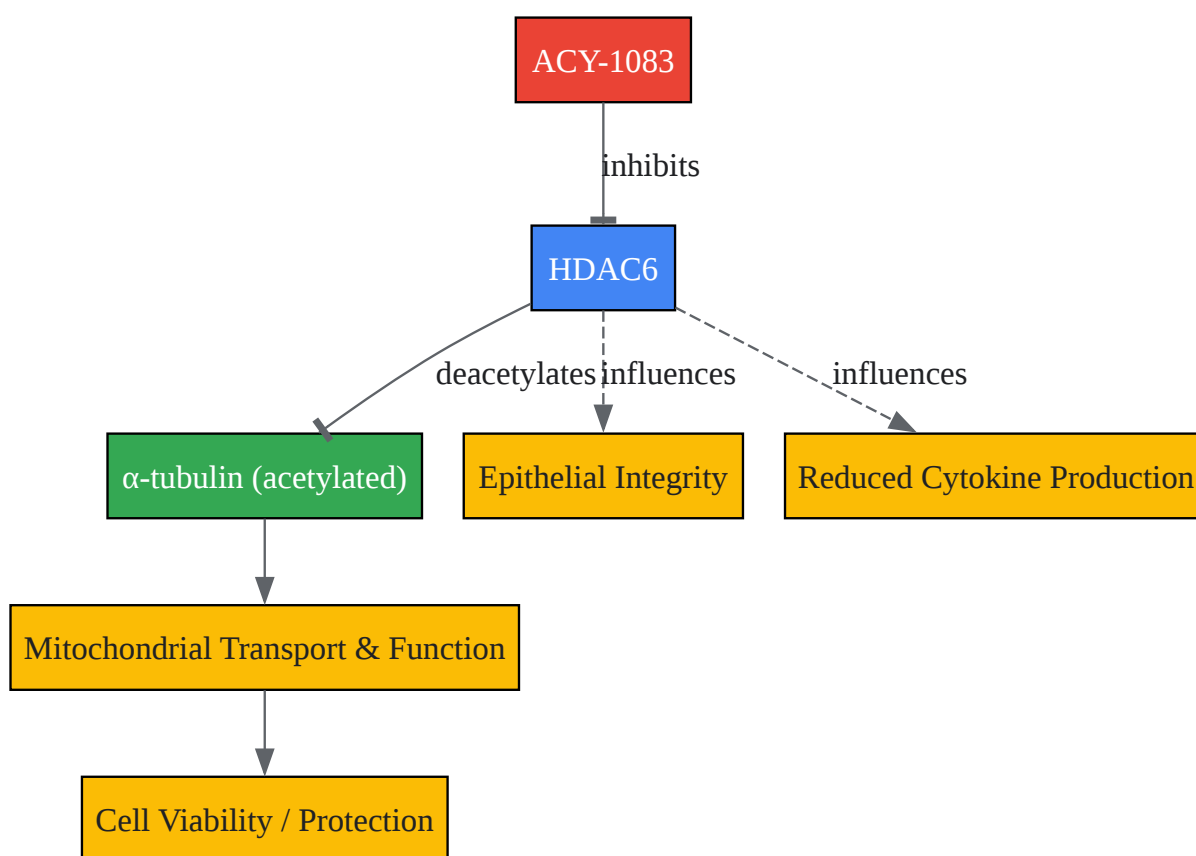 ACY-1083
inhibits
HDAC6
deacetylates
influences
influences
α-tubulin (acetylated)
Epithelial Integrity
Reduced Cytokine Production
Mitochondrial Transport & Function
Cell Viability / Protection